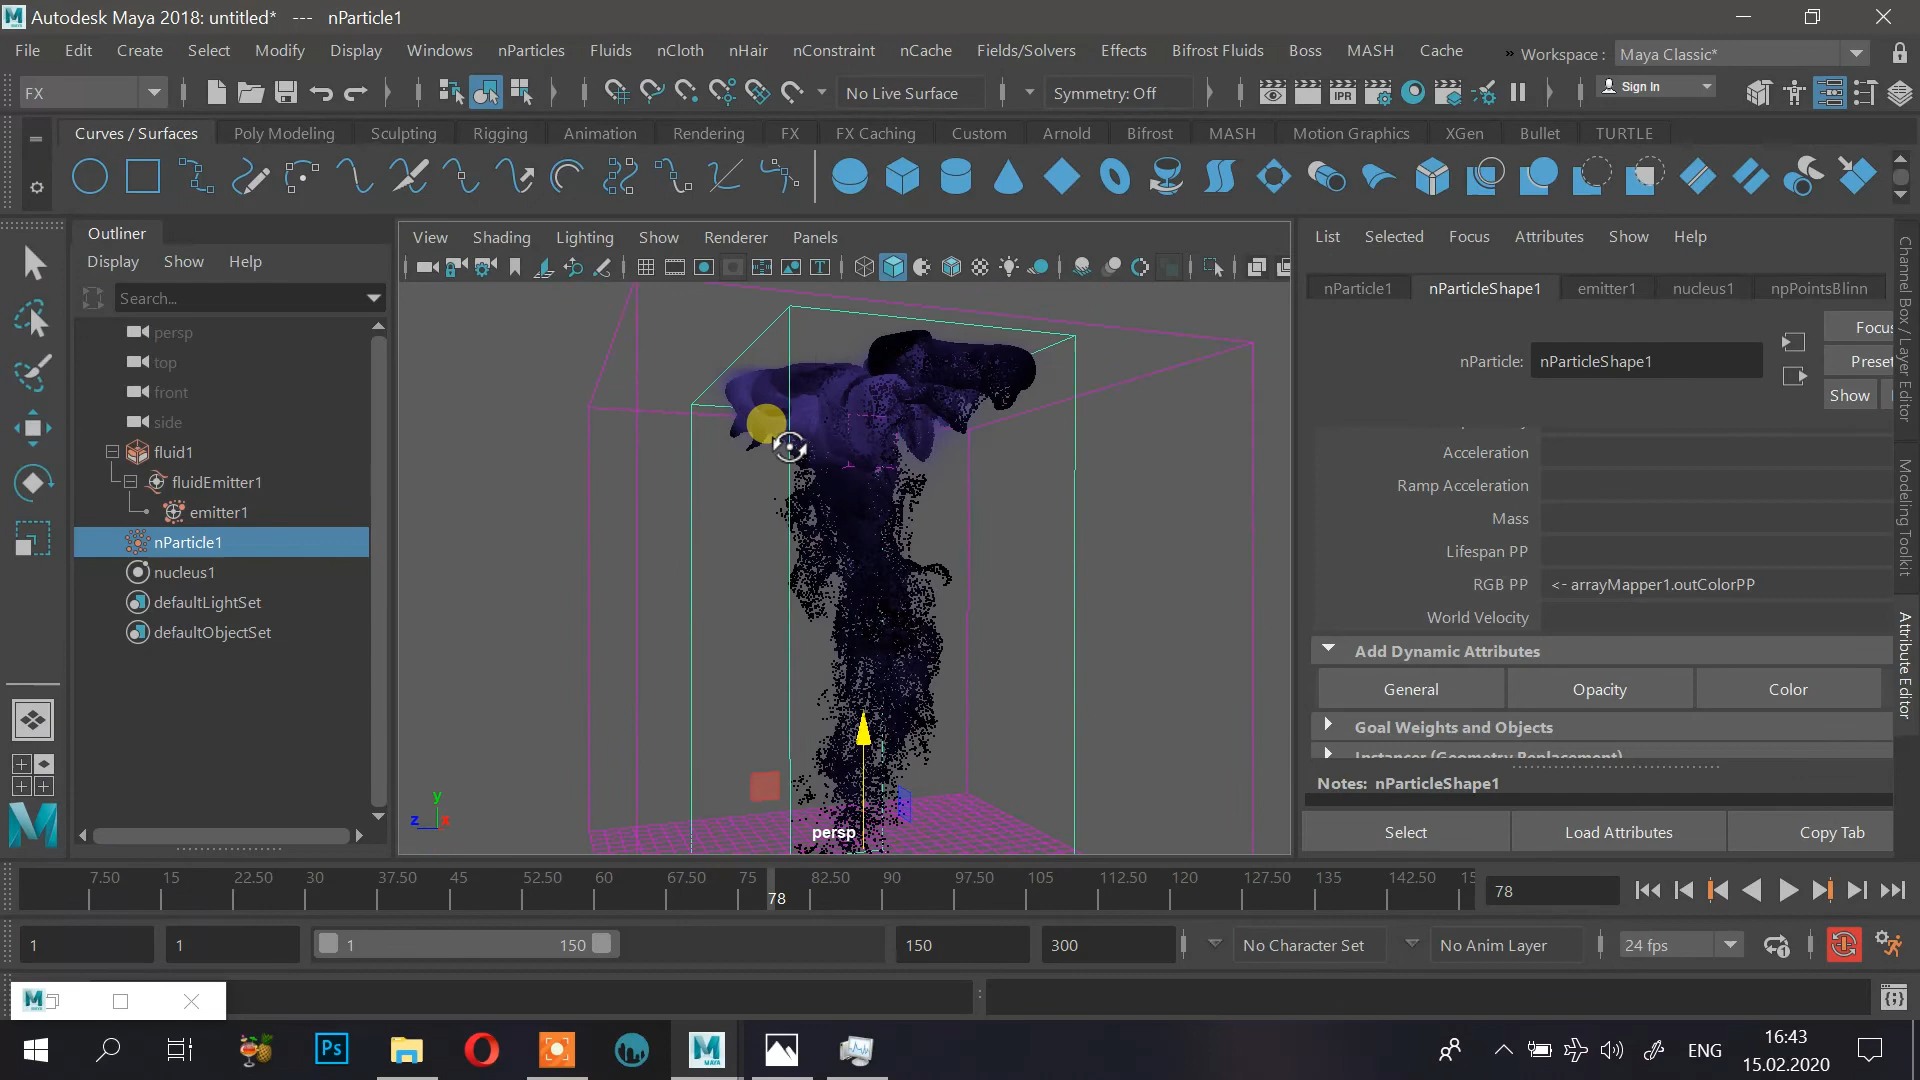 Autodesk Maya 2018: untitled*   ---   nParticle1
File Edit Create Select Modify Display Windows nParticles Fluids nCloth nHair nConstraint nCache Fields/Solvers Effects Bifrost Fluids Boss MASH Cache » Workspace : Maya Classic*
FX No Live Surface Symmetry: Off IPR Sign In
Curves / Surfaces Poly Modeling Sculpting Rigging Animation Rendering FX FX Caching Custom Arnold Bifrost MASH Motion Graphics XGen Bullet TURTLE
Outliner
Display Show Help
Search...
persp
top
front
side
fluid1
fluidEmitter1
emitter1
nParticle1
nucleus1
defaultLightSet
defaultObjectSet
View Shading Lighting Show Renderer Panels
y
z x
persp
List Selected Focus Attributes Show Help
nParticle1 nParticleShape1 emitter1 nucleus1 npPointsBlinn
Focus
nParticle: nParticleShape1
Preset
Show
Acceleration
Ramp Acceleration
Mass
Lifespan PP
RGB PP <- arrayMapper1.outColorPP
World Velocity
Add Dynamic Attributes
General Opacity Color
Goal Weights and Objects
Instancer (Geometry Replacement)
Notes: nParticleShape1
Select Load Attributes Copy Tab
Channel Box / Layer Editor
Modeling Toolkit
Attribute Editor
7.50 15 22.50 30 37.50 45 52.50 60 67.50 75 82.50 90 97.50 105 112.50 120 127.50 135 142.50 15
78
78
1 1 1 150 150 300 No Character Set No Anim Layer 24 fps
Ps
MAYA
ENG
16:43
15.02.2020